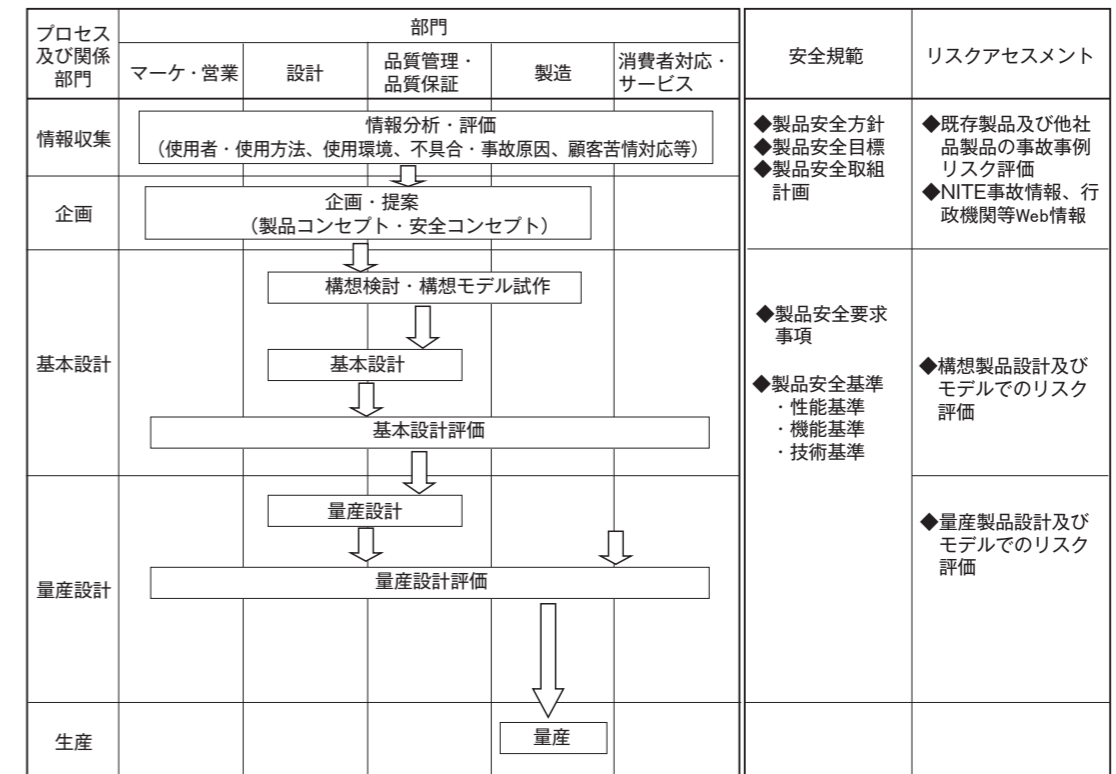 プロセス
及び関係
部門
部門
マーケ・営業
設計
品質管理・
品質保証
製造
消費者対応・
サービス
安全規範
リスクアセスメント
情報収集
情報分析・評価
（使用者・使用方法、使用環境、不具合・事故原因、顧客苦情対応等）
◆製品安全方針
◆製品安全目標
◆製品安全取組
計画
◆既存製品及び他社
品製品の事故事例
リスク評価
◆NITE事故情報、行
政機関等Web情報
企画
企画・提案
（製品コンセプト・安全コンセプト）
基本設計
構想検討・構想モデル試作
基本設計
基本設計評価
◆製品安全要求
事項
◆製品安全基準
・性能基準
・機能基準
・技術基準
◆構想製品設計及び
モデルでのリスク
評価
量産設計
量産設計
量産設計評価
◆量産製品設計及び
モデルでのリスク
評価
生産
量産